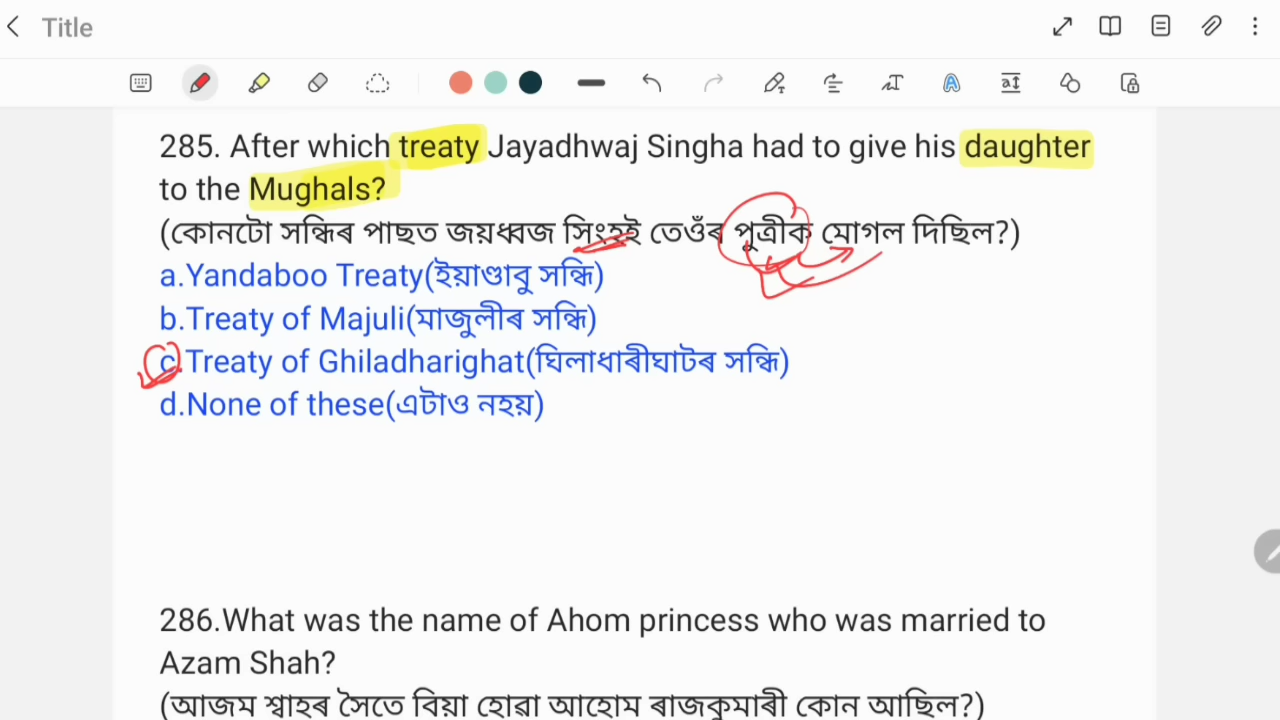 Title
285. After which treaty Jayadhwaj Singha had to give his daughter
to the Mughals?
(কোনটো সন্ধিৰ পাছত জয়ধ্বজ সিংহই তেওঁৰ পুত্ৰীক মোগল দিছিল?)
a.Yandaboo Treaty(ইয়াণ্ডাবু সন্ধি)
b.Treaty of Majuli(মাজুলীৰ সন্ধি)
c.Treaty of Ghiladharighat(ঘিলাধাৰীঘাটৰ সন্ধি)
d.None of these(এটাও নহয়)
286.What was the name of Ahom princess who was married to
Azam Shah?
(আজম শ্বাহৰ সৈতে বিয়া হোৱা আহোম ৰাজকুমাৰী কোন আছিল?)